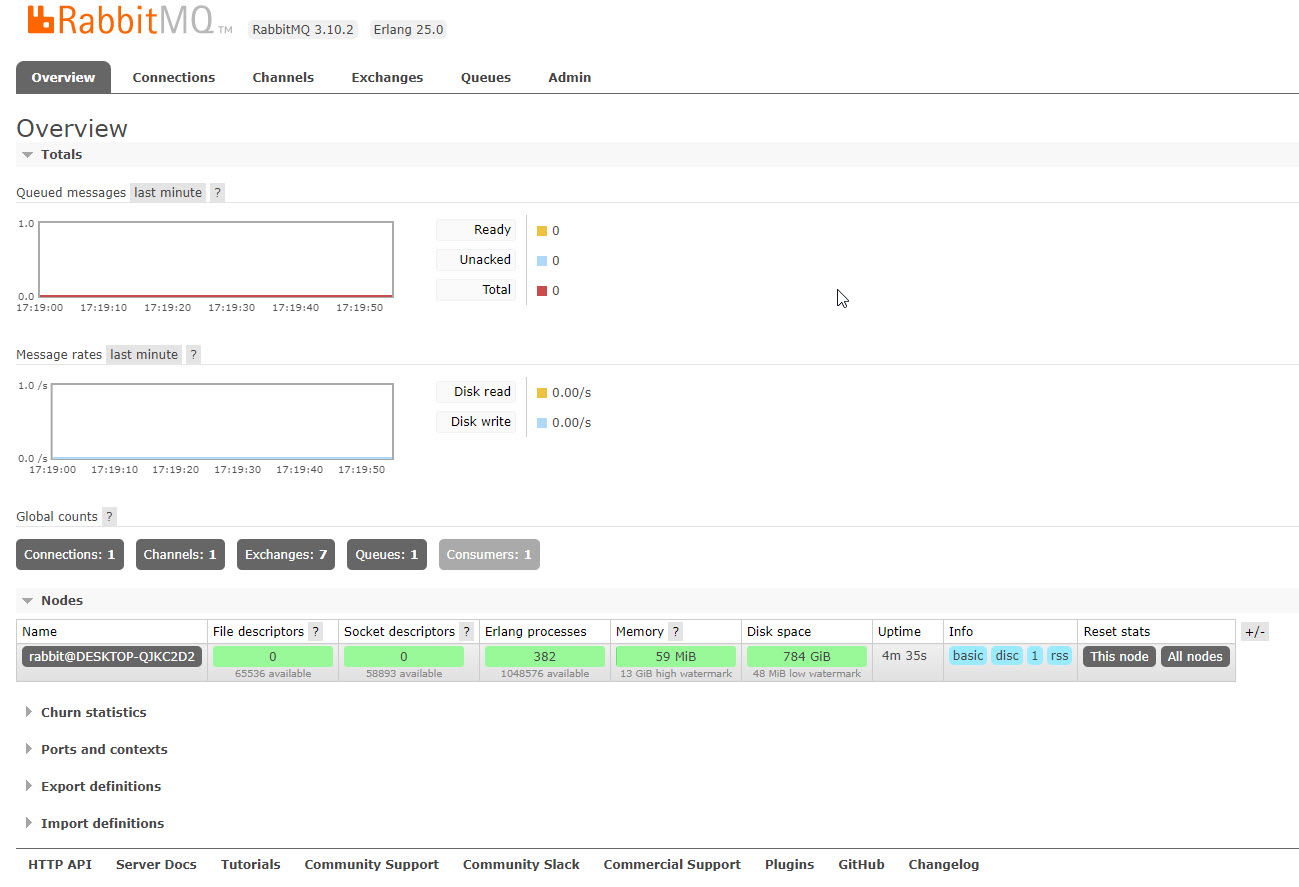 RabbitMQ TM RabbitMQ 3.10.2 Erlang 25.0
Overview Connections Channels Exchanges Queues Admin
Overview
Totals
Queued messages last minute ?
1.0
0.0
17:19:00 17:19:10 17:19:20 17:19:30 17:19:40 17:19:50
Ready 0
Unacked 0
Total 0
Message rates last minute ?
1.0 /s
0.0 /s
17:19:00 17:19:10 17:19:20 17:19:30 17:19:40 17:19:50
Disk read 0.00/s
Disk write 0.00/s
Global counts ?
Connections: 1 Channels: 1 Exchanges: 7 Queues: 1 Consumers: 1
Nodes
Name File descriptors ? Socket descriptors ? Erlang processes Memory ? Disk space Uptime Info Reset stats +/-
rabbit@DESKTOP-QJKC2D2 0 0 382 59 MiB 784 GiB 4m 35s basic disc 1 rss This node All nodes
65536 available 58893 available 1048576 available 13 GiB high watermark 48 MiB low watermark
Churn statistics
Ports and contexts
Export definitions
Import definitions
HTTP API Server Docs Tutorials Community Support Community Slack Commercial Support Plugins GitHub Changelog